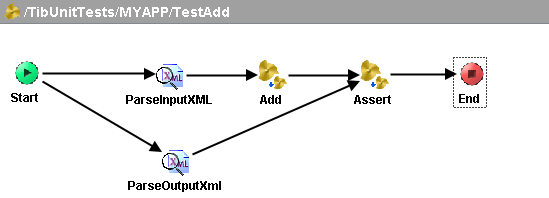 /TibUnitTests/MYAPP/TestAdd
Start
ParseInputXML
Add
Assert
End
ParseOutputXml